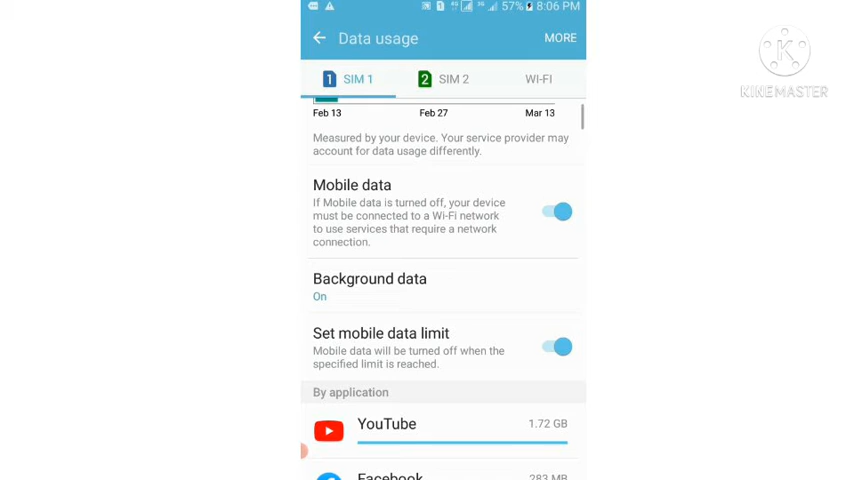 57% 8:06 PM
Data usage
MORE
1 SIM 1
2 SIM 2
WI-FI
Feb 13
Feb 27
Mar 13
Measured by your device. Your service provider may
account for data usage differently.
Mobile data
If Mobile data is turned off, your device
must be connected to a Wi-Fi network
to use services that require a network
connection.
Background data
On
Set mobile data limit
Mobile data will be turned off when the
specified limit is reached.
By application
YouTube
1.72 GB
Facebook
283 MB
K
KINEMASTER